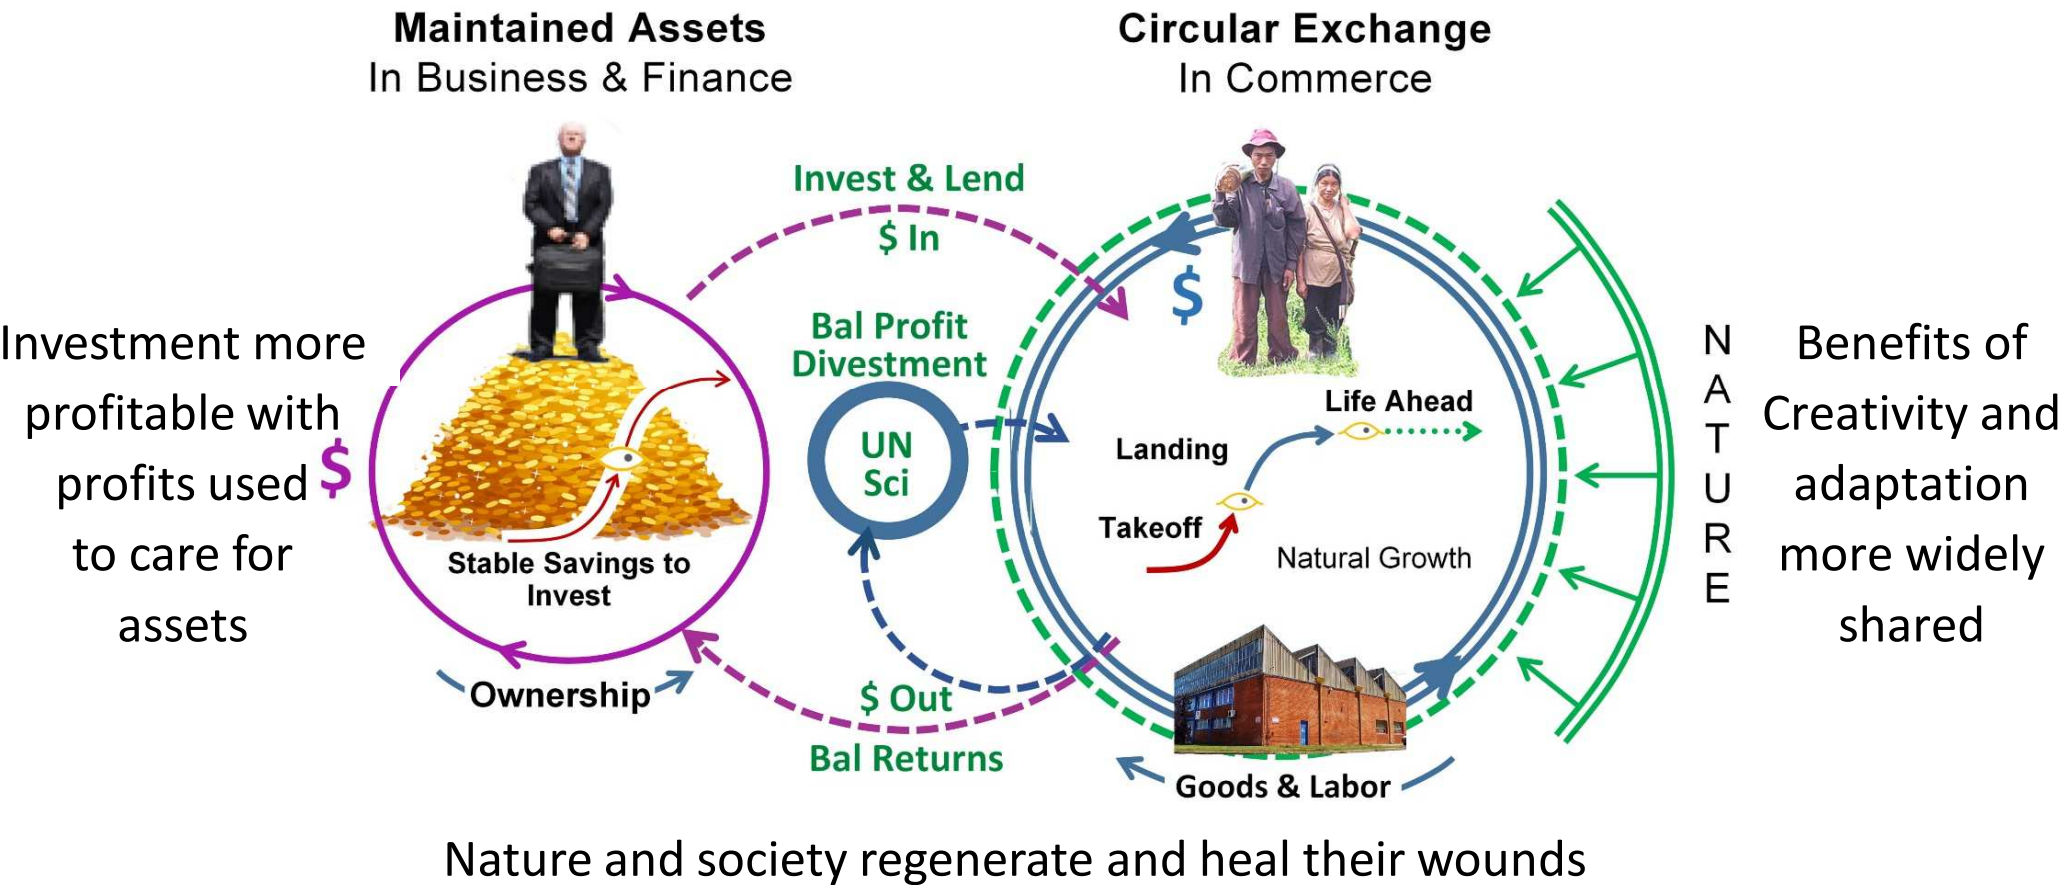 Maintained Assets
In Business & Finance
Circular Exchange
In Commerce
Invest & Lend
$ In
$
Bal Profit
Divestment
UN
Sci
Investment more
profitable with
profits used
to care for
assets
$
Stable Savings to
Invest
Ownership
$ Out
Bal Returns
Life Ahead
Landing
Takeoff
Natural Growth
Goods & Labor
N
A
T
U
R
E
Benefits of
Creativity and
adaptation
more widely
shared
Nature and society regenerate and heal their wounds